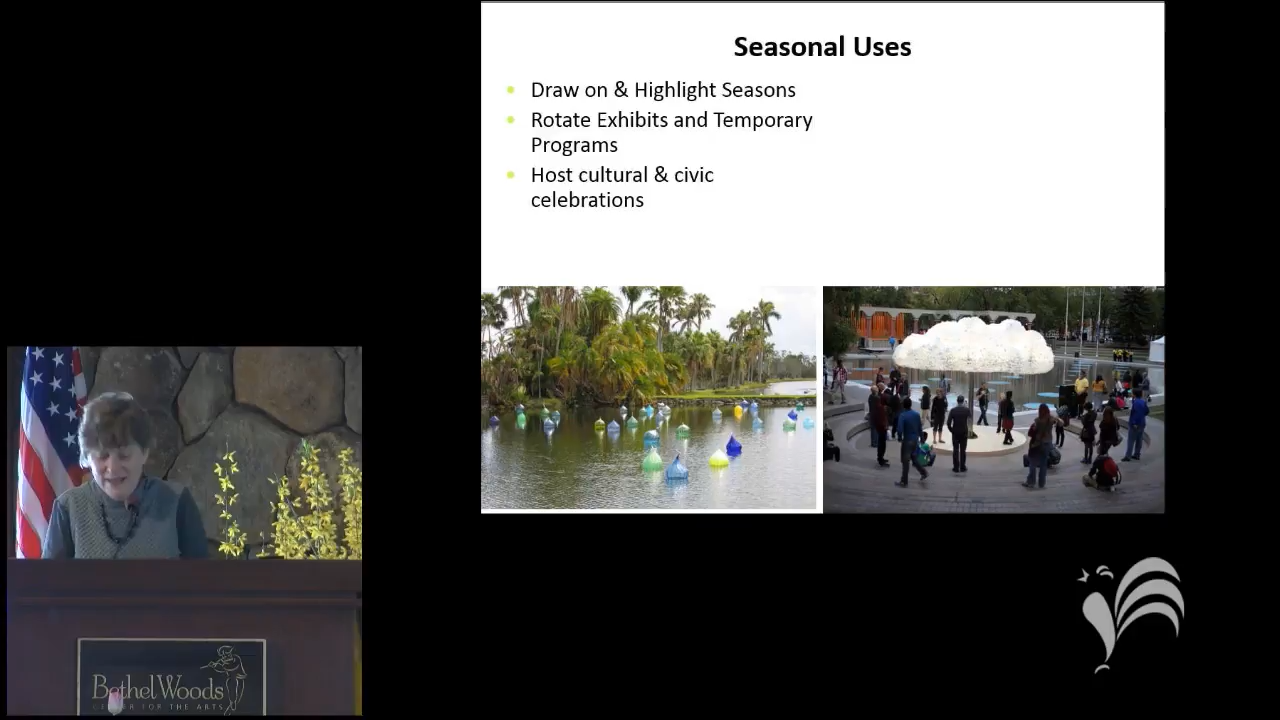 Seasonal Uses
Draw on & Highlight Seasons
Rotate Exhibits and Temporary
Programs
Host cultural & civic
celebrations
Bethel Woods
CENTER FOR THE ARTS